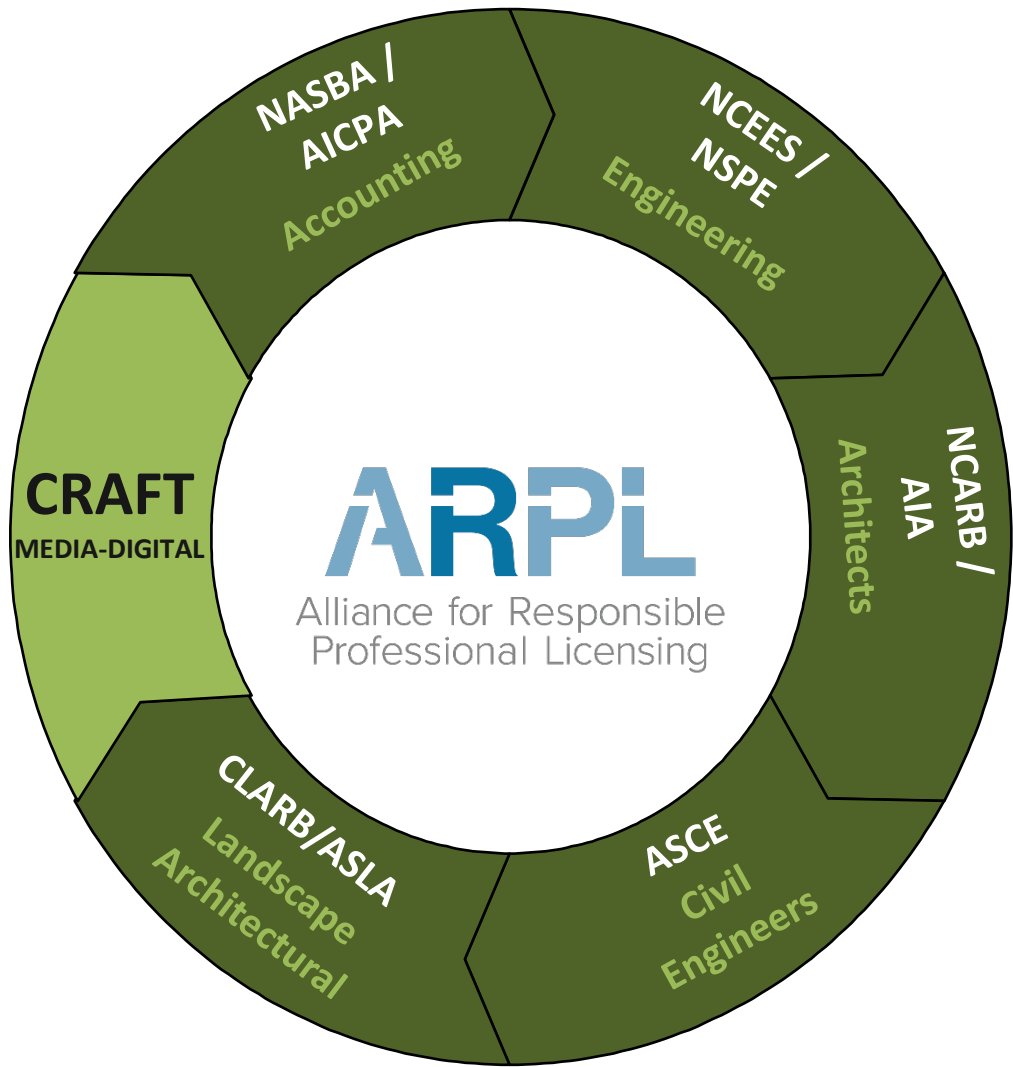 NASBA /
AICPA
Accounting
NCEES /
NSPE
Engineering
NCARB /
AIA
Architects
ASCE
Civil
Engineers
CLARB/ASLA
Landscape
Architectural
CRAFT
MEDIA-DIGITAL
ARPL
Alliance for Responsible
Professional Licensing